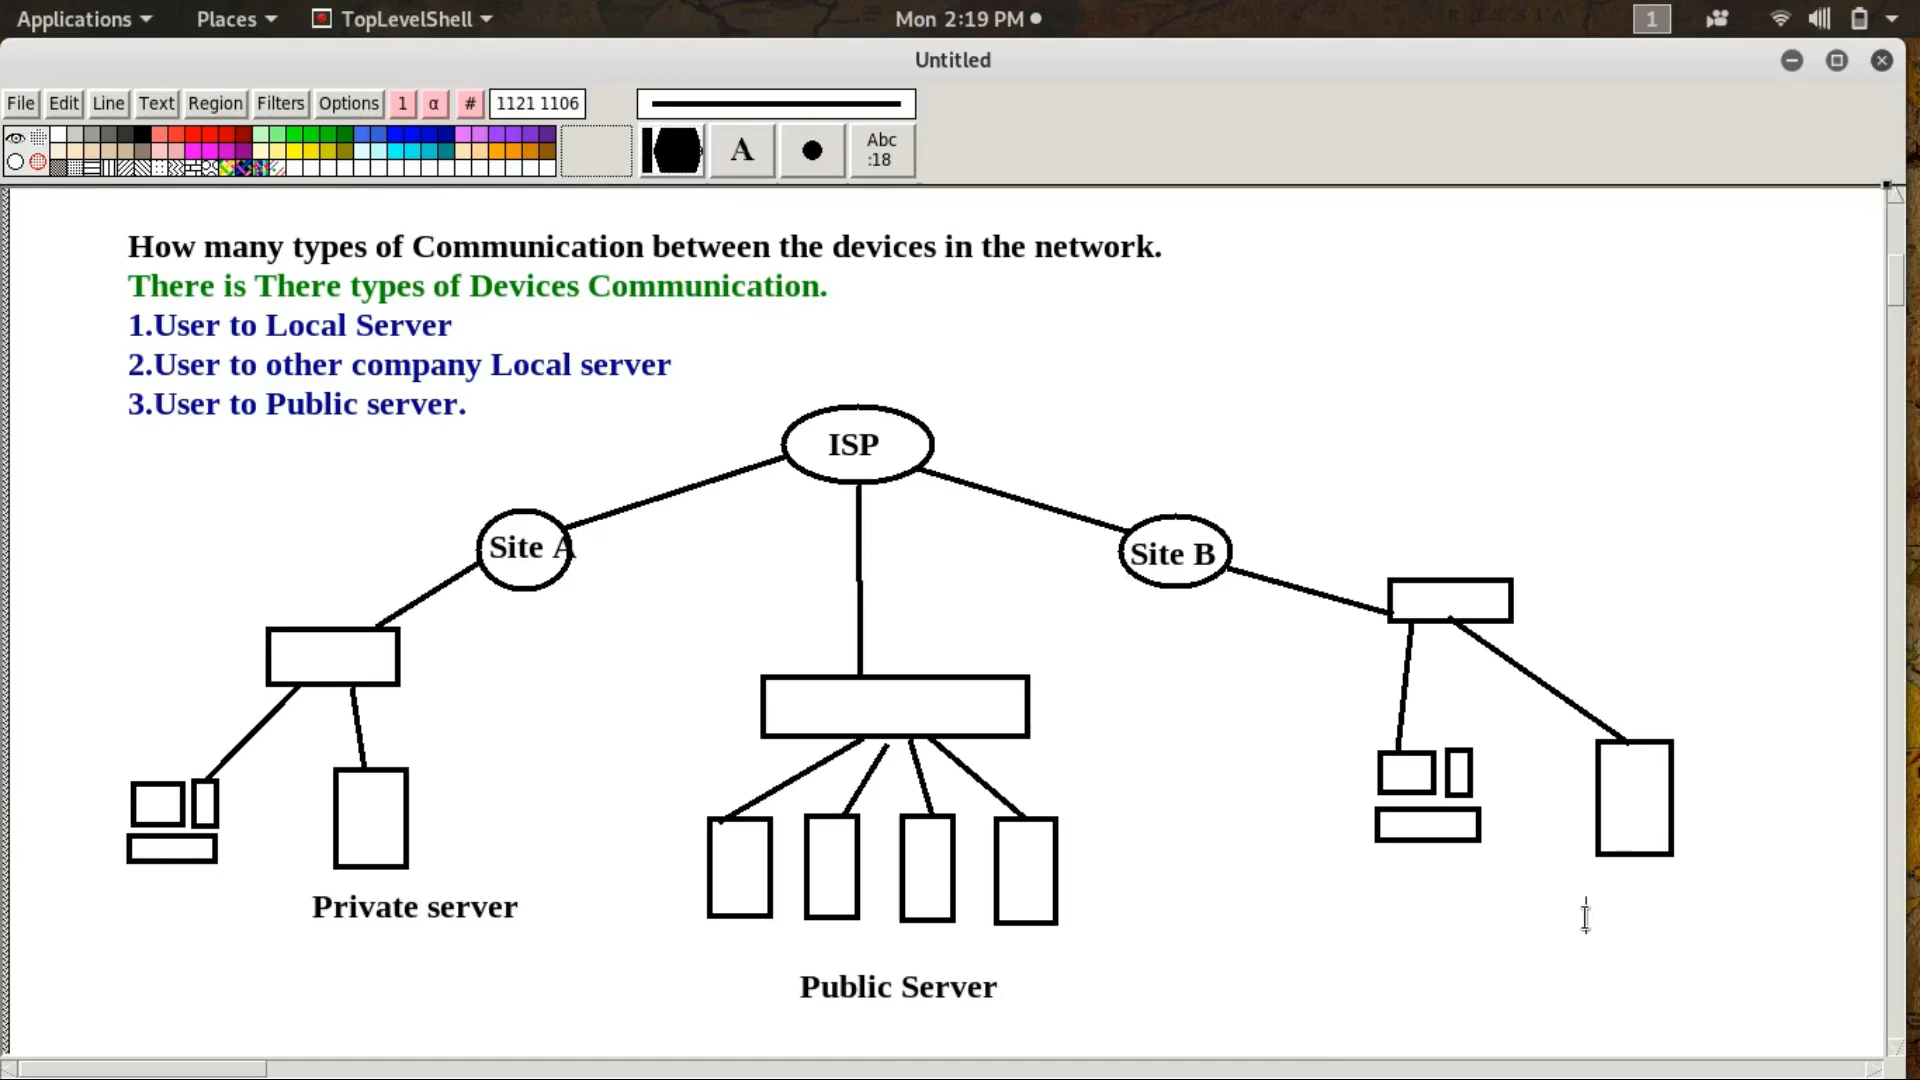 Applications Places TopLevelShell Mon 2:19 PM 1
Untitled
File Edit Line Text Region Filters Options 1 α # 1121 1106
A Abc
:18
How many types of Communication between the devices in the network.
There is There types of Devices Communication.
1.User to Local Server
2.User to other company Local server
3.User to Public server.
ISP
Site A
Site B
Private server
Public Server